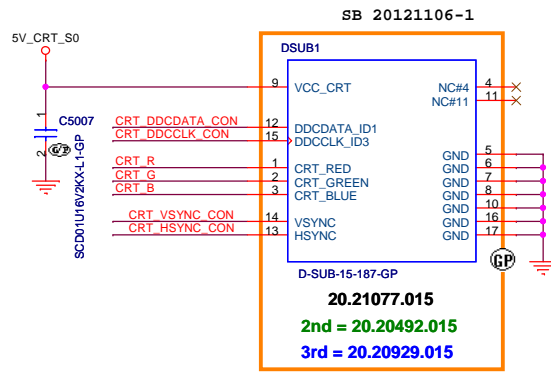 SB 20121106-1
5V_CRT_S0
DSUB1
9 VCC_CRT
NC#4 4
NC#11 11
1
C5007
2
G/P
SCD01U16V2KX-L1-GP
CRT_DDCDATA_CON 12 DDCDATA_ID1
CRT_DDCCLK_CON 15 DDCCLK_ID3
CRT_R 1 CRT_RED
CRT_G 2 CRT_GREEN
CRT_B 3 CRT_BLUE
CRT_VSYNC_CON 14 VSYNC
CRT_HSYNC_CON 13 HSYNC
GND 5
GND 6
GND 7
GND 8
GND 10
GND 16
GND 17
GP
D-SUB-15-187-GP
20.21077.015
2nd = 20.20492.015
3rd = 20.20929.015